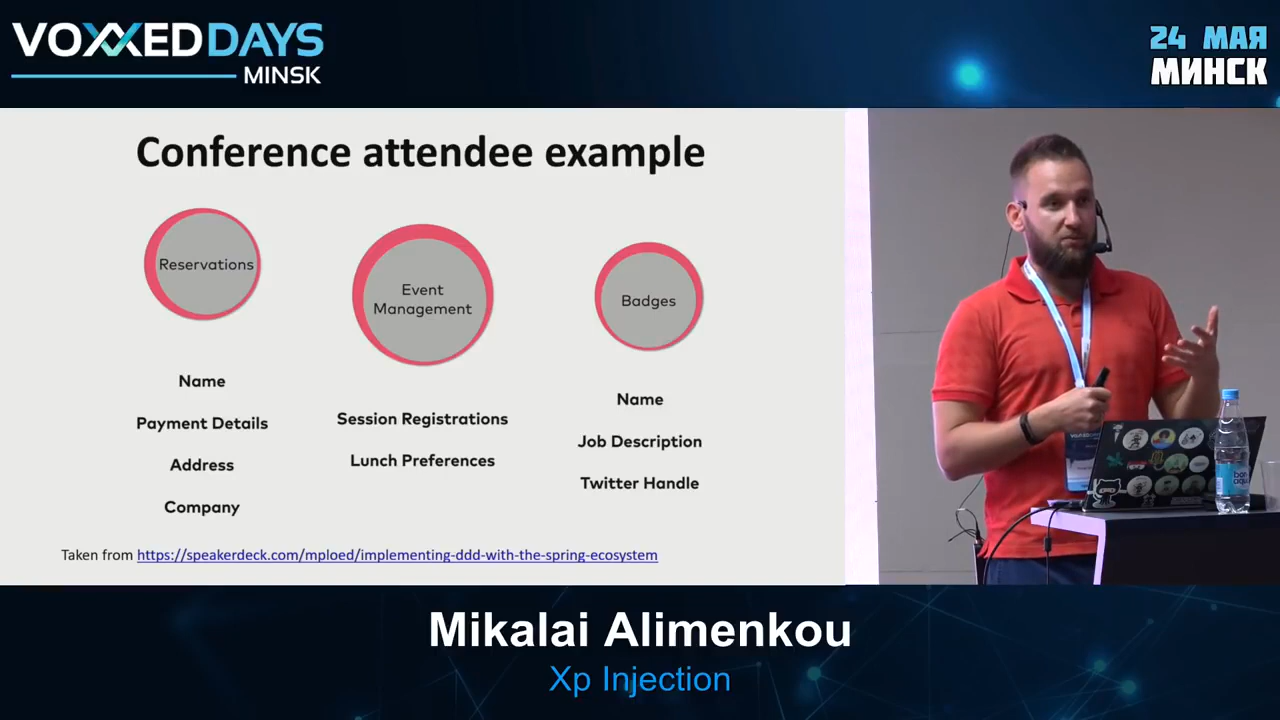 VOXXED DAYS
MINSK
24 МАЯ
МИНСК
Conference attendee example
Reservations
Event
Management
Badges
Name
Payment Details
Address
Company
Session Registrations
Lunch Preferences
Name
Job Description
Twitter Handle
Taken from https://speakerdeck.com/mploed/implementing-ddd-with-the-spring-ecosystem
Mikalai Alimenkou
Xp Injection